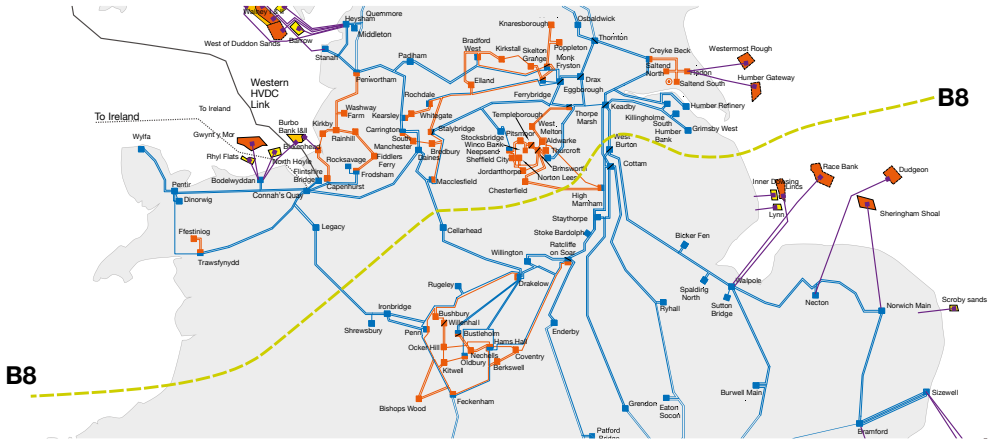 Quernmore
Heysham
Middleton
West of Duddon Sands
Barrow
Stanah
Padiham
Penwortham
Knaresborough
Bradford
West
Kirkstall
Skelton
Grange
Poppleton
Monk
Fryston
Osbaldwick
Thornton
Creyke Beck
Saltend
North
Saltend South
Westermost Rough
Humber Gateway
B8
Elland
Drax
Eggborough
Ferrybridge
Western
HVDC
Link
To Ireland
To Ireland
Washway
Farm
Rochdale
Kearsley
Whitegate
Kirkby
Rainhill
Carrington
South
Manchester
Stalybridge
Bredbury
Daines
Macclesfield
Templeborough
Stocksbridge
Pitsmoor
Winco Bank
Neepsend
Sheffield City
Jordanthorpe
Chesterfield
West
Melton
Aldwarke
Thurcroft
Brinsworth
Norton Lees
Thorpe
Marsh
Keadby
Killingholme
Humber Refinery
South
Humber
Bank
Grimsby West
West
Burton
Cottam
High
Marnham
Wylfa
Gwynt y Mor
Burbo
Bank I&II
Birkenhead
Rhyl Flats
North Hoyle
Flintshire
Bridge
Rocksavage
Fiddlers
Ferry
Frodsham
Capenhurst
Bodelwyddan
Connah's Quay
Pentir
Dinorwig
Ffestiniog
Trawsfynydd
Legacy
Cellarhead
Staythorpe
Stoke Bardolph
Ratcliffe
on Soar
Willington
Drakelow
Rugeley
Inner Dowsing
Lincs
Lynn
Race Bank
Dudgeon
Sheringham Shoal
Bicker Fen
Spalding
North
Sutton
Bridge
Walpole
Necton
Norwich Main
Scroby sands
Ironbridge
Shrewsbury
Penn
Bushbury
Willenhall
Bustleholm
Ocker Hill
Oldbury
Nechells
Kitwell
Hams Hall
Coventry
Berkswell
Bishops Wood
Feckenham
Enderby
Ryhall
B8
Burwell Main
Grendon
Eaton
Socon
Patford
Bramford
Sizewell